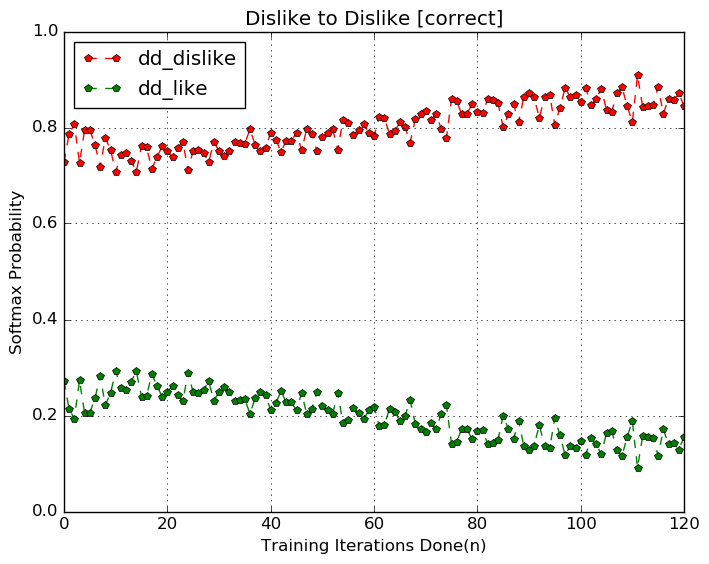 Dislike to Dislike [correct]
1.0
0.8
0.6
0.4
0.2
0.0
Softmax Probability
dd_dislike
dd_like
0 20 40 60 80 100 120
Training Iterations Done(n)